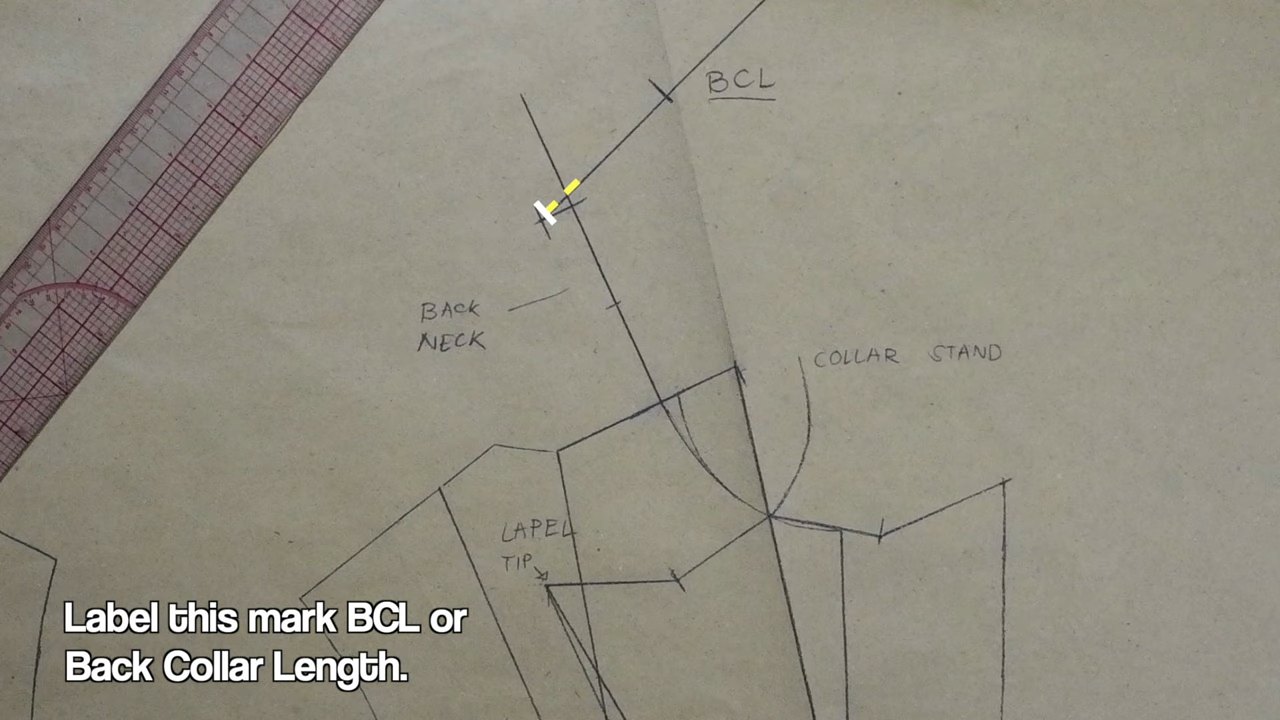 BCL
BACK
NECK
COLLAR STAND
LAPEL
TIP
Label this mark BCL or
Back Collar Length.